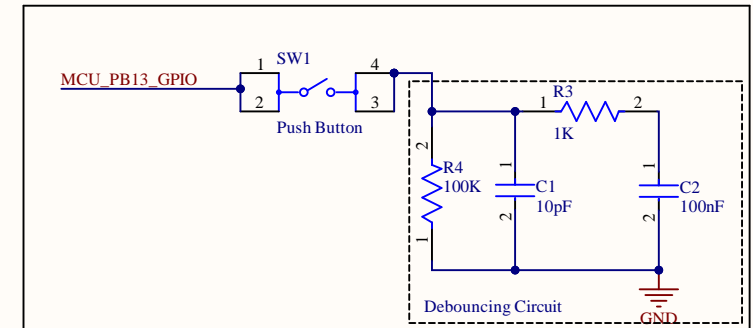 SW1
1 4
MCU_PB13_GPIO
2 3
Push Button
R3
1 2
1K
2
R4
100K
1
1
C1
10pF
2
1
C2
100nF
2
Debouncing Circuit
GND